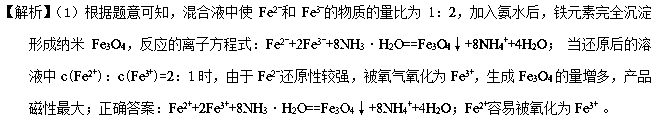 【解析】（1）根据题意可知，混合液中使 Fe²⁺和 Fe³⁺的物质的量比为 1：2，加入氨水后，铁元素完全沉淀
形成纳米 Fe₃O₄，反应的离子方程式：Fe²⁺+2Fe³⁺+8NH₃·H₂O==Fe₃O₄↓+8NH₄⁺+4H₂O； 当还原后的溶
液中 c(Fe²⁺)：c(Fe³⁺)=2：1时，由于 Fe²⁺还原性较强，被氧气氧化为 Fe³⁺，生成 Fe₃O₄的量增多，产品
磁性最大；正确答案：Fe²⁺+2Fe³⁺+8NH₃·H₂O==Fe₃O₄↓+8NH₄⁺+4H₂O；Fe²⁺容易被氧化为Fe³⁺ 。